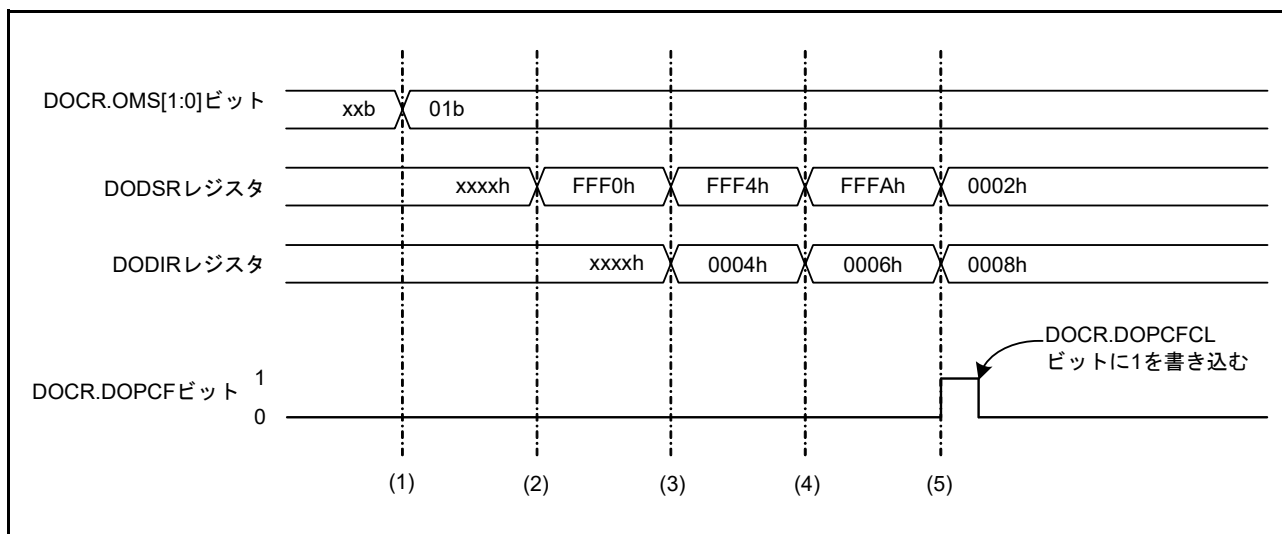 DOCR.OMS[1:0]ビット
xxb
01b
DODSRレジスタ
xxxxh
FFF0h
FFF4h
FFFAh
0002h
DODIRレジスタ
xxxxh
0004h
0006h
0008h
DOCR.DOPCFCL
ビットに1を書き込む
DOCR.DOPCFビット
1
0
(1)
(2)
(3)
(4)
(5)